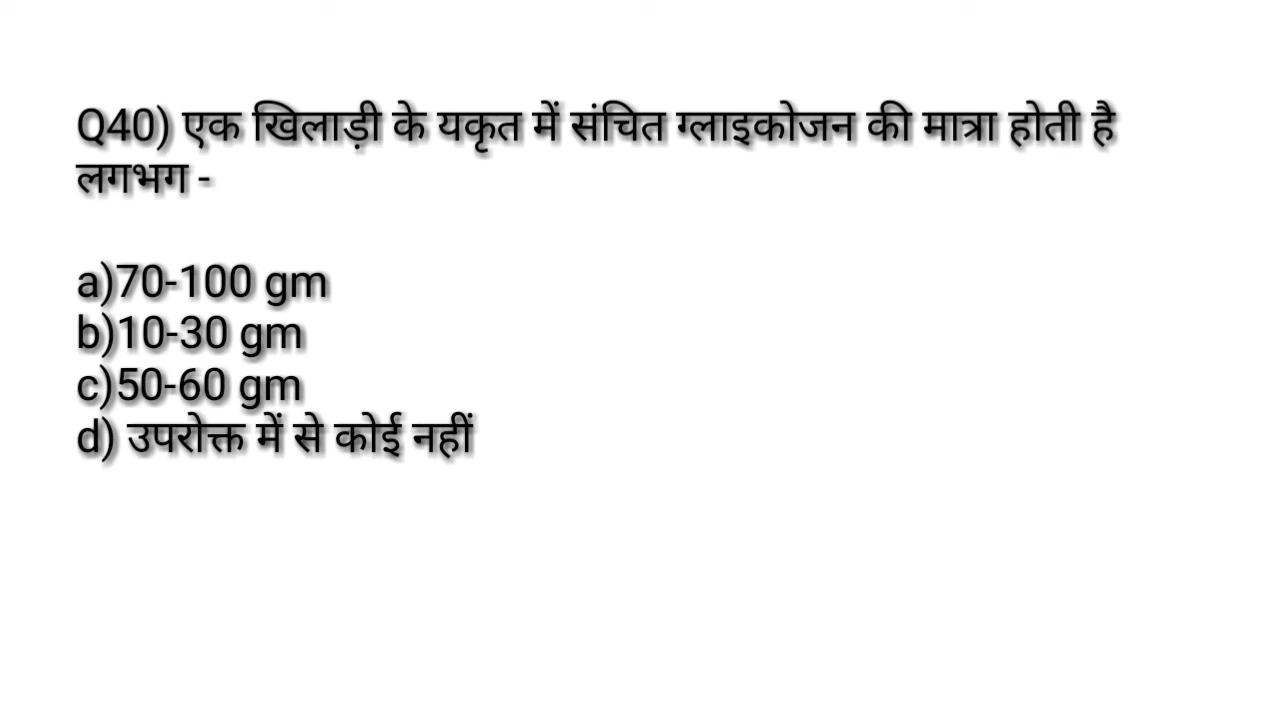 Q40) एक खिलाड़ी के यकृत में संचित ग्लाइकोजन की मात्रा होती है
लगभग -
a)70-100 gm
b)10-30 gm
c)50-60 gm
d) उपरोक्त में से कोई नहीं